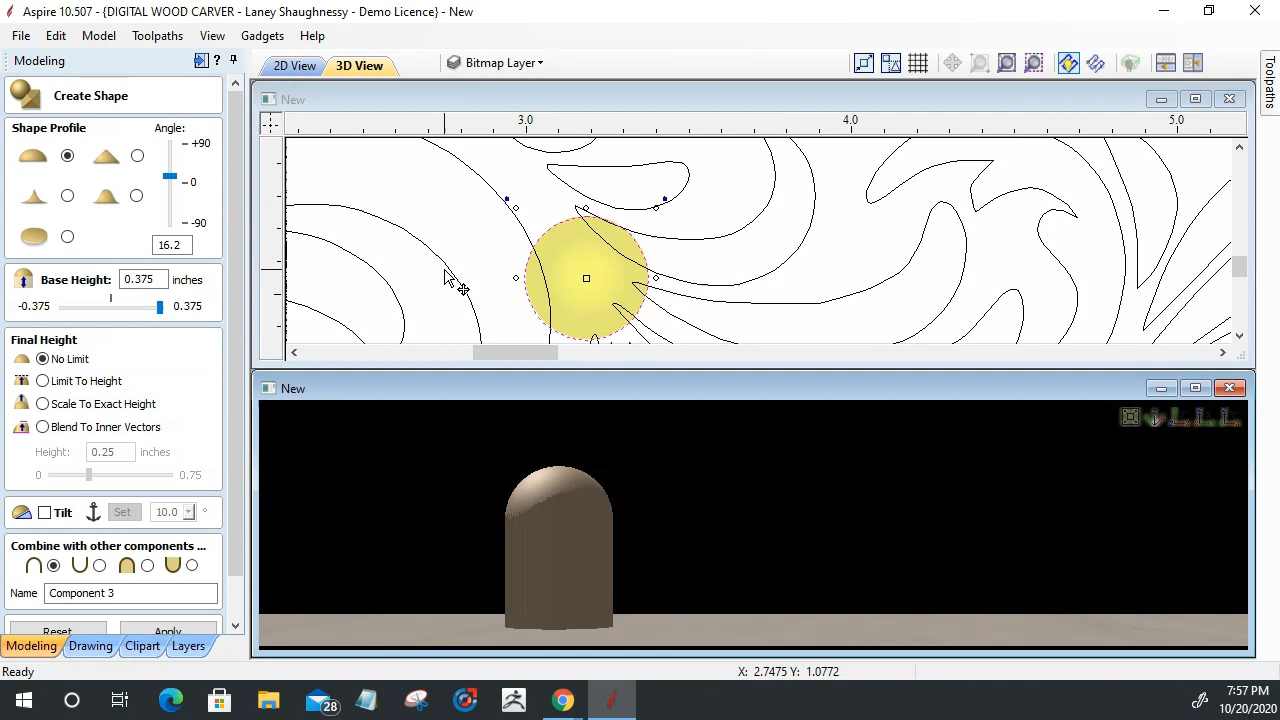 Aspire 10.507 - {DIGITAL WOOD CARVER - Laney Shaughnessy - Demo Licence} - New
File Edit Model Toolpaths View Gadgets Help
Modeling
2D View 3D View Bitmap Layer
Toolpaths
Create Shape
Shape Profile Angle:
+90
0
-90
16.2
Base Height: 0.375 inches
-0.375 0.375
Final Height
No Limit
Limit To Height
Scale To Exact Height
Blend To Inner Vectors
Height: 0.25 inches
0 0.75
Tilt Set 10.0 °
Combine with other components ...
Name Component 3
Reset Apply
Modeling Drawing Clipart Layers
New
3.0 4.0 5.0
New
Ready X: 2.7475 Y: 1.0772
28
7:57 PM
10/20/2020